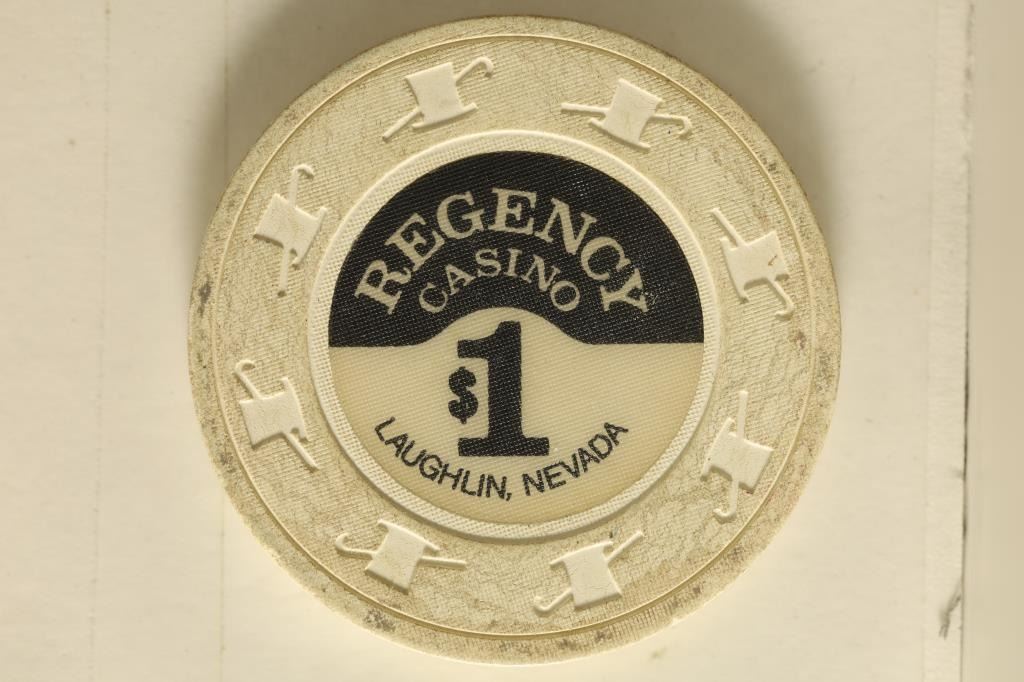 REGENCY
CASINO
$1
LAUGHLIN, NEVADA